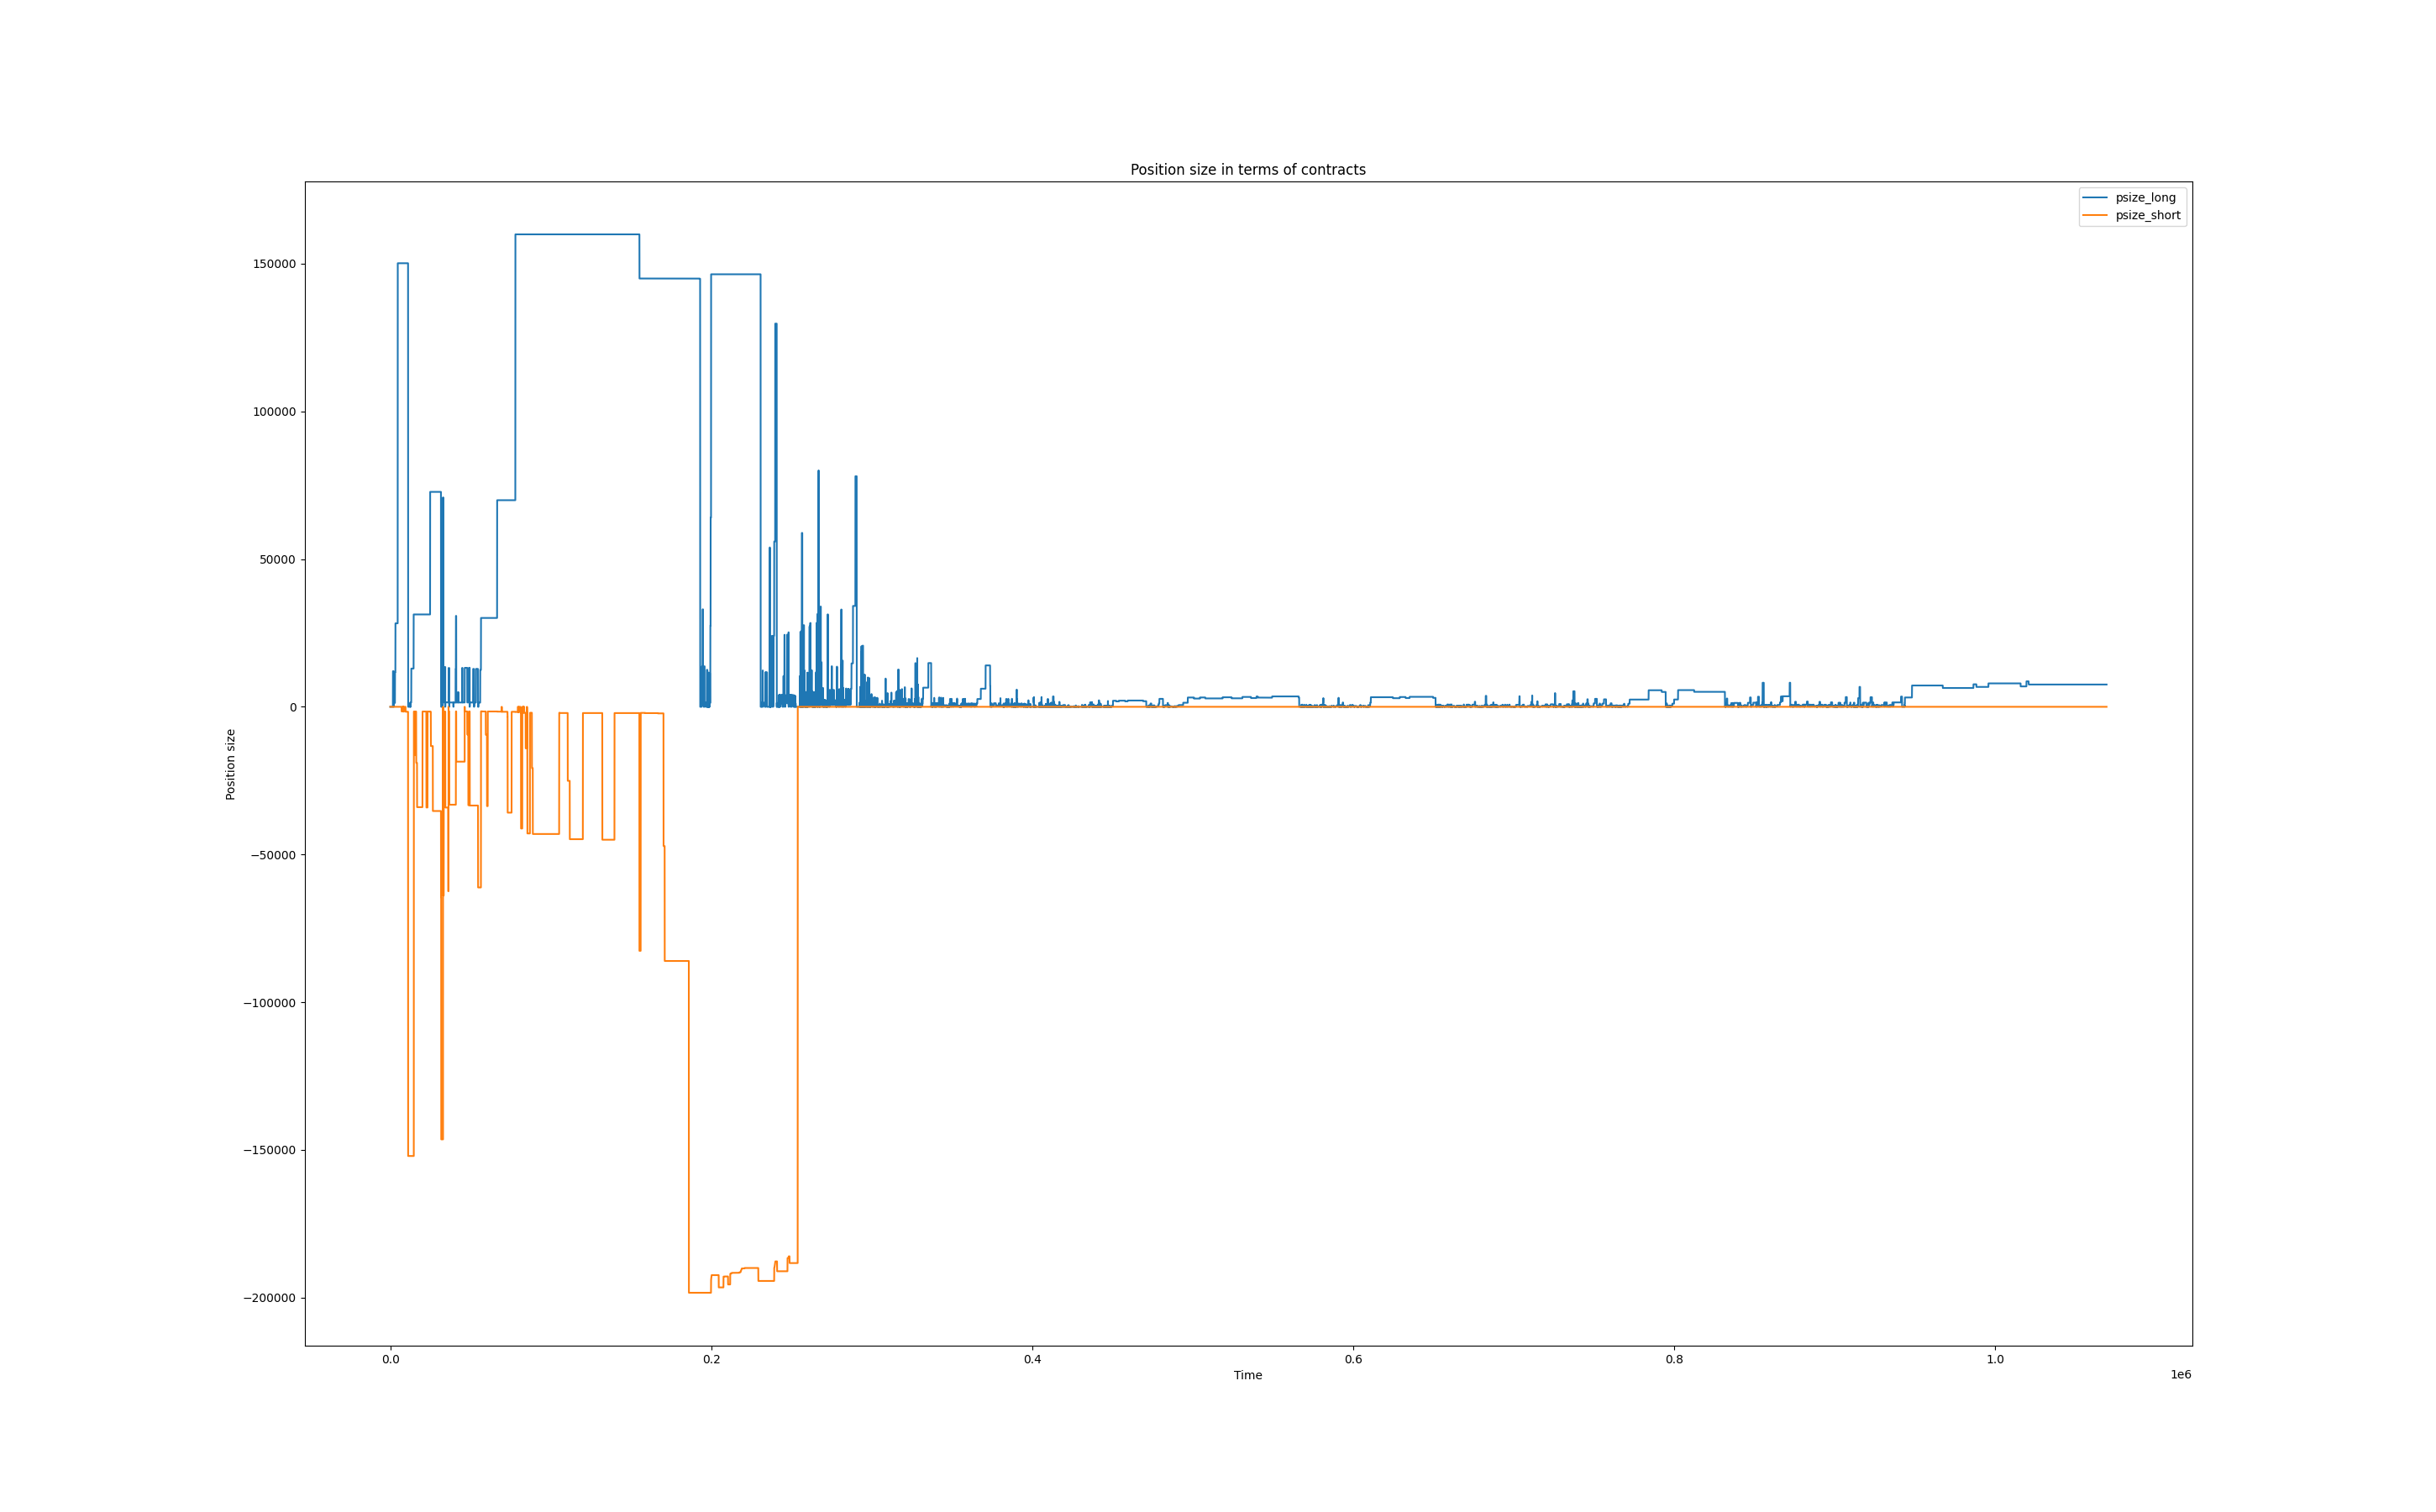 Position size in terms of contracts
psize_long
psize_short
150000
100000
50000
0
−50000
−100000
−150000
−200000
Position size
0.0 0.2 0.4 0.6 0.8 1.0
Time
1e6